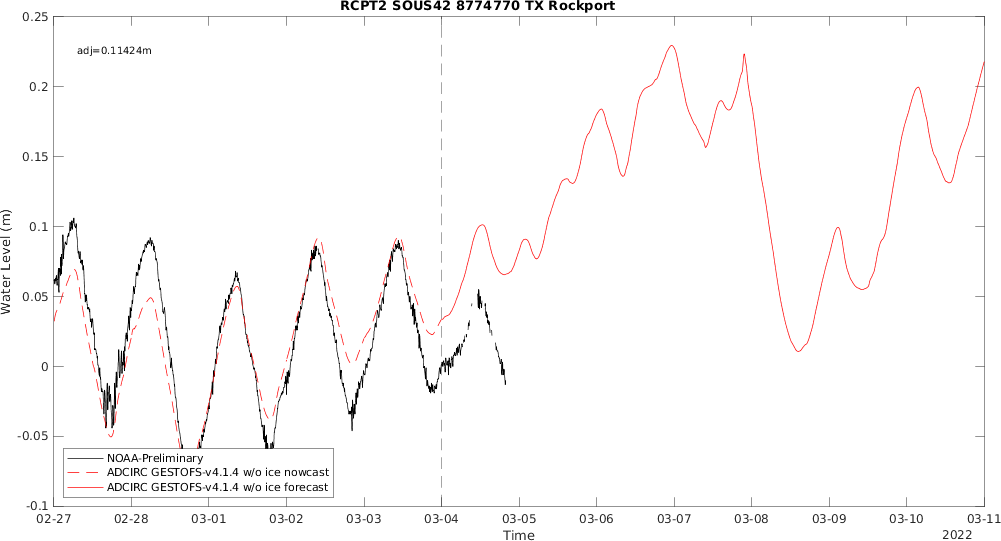 RCPT2 SOUS42 8774770 TX Rockport
0.25
adj=0.11424m
0.2
0.15
0.1
0.05
0
-0.05
-0.1
Water Level (m)
NOAA-Preliminary
ADCIRC GESTOFS-v4.1.4 w/o ice nowcast
ADCIRC GESTOFS-v4.1.4 w/o ice forecast
02-27 02-28 03-01 03-02 03-03 03-04 03-05 03-06 03-07 03-08 03-09 03-10 03-11
Time
2022